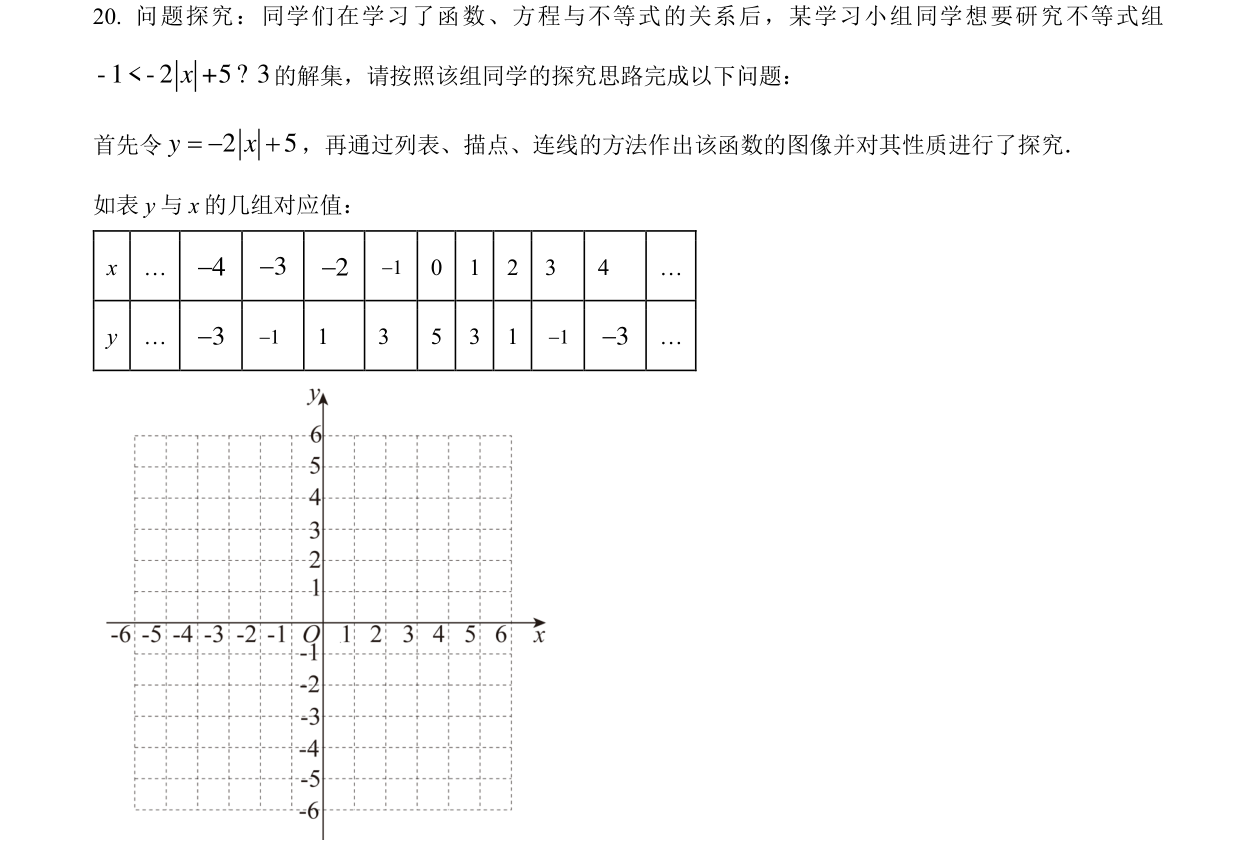 20. 问题探究：同学们在学习了函数、方程与不等式的关系后，某学习小组同学想要研究不等式组
-1<-2|x|+5？3的解集，请按照该组同学的探究思路完成以下问题：
首先令 y=−2|x|+5，再通过列表、描点、连线的方法作出该函数的图像并对其性质进行了探究．
如表 y 与 x 的几组对应值：
x … −4 −3 −2 −1 0 1 2 3 4 …
y … −3 −1 1 3 5 3 1 −1 −3 …
y
6
5
4
3
2
1
-6 -5 -4 -3 -2 -1 O 1 2 3 4 5 6 x
-1
-2
-3
-4
-5
-6